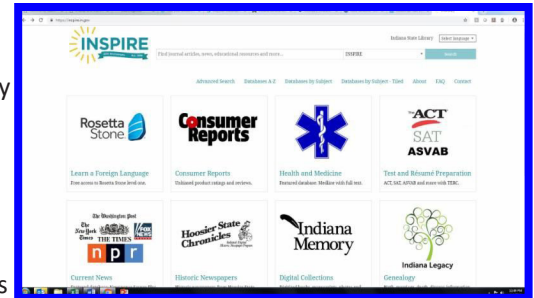 https://inspire.in.gov
INSPIRE
Indiana State Library
Select Language
Find journal articles, news, educational resources and more...
INSPIRE
Search
Advanced Search
Databases A-Z
Databases by Subject
Databases by Subject - Tiled
About
FAQ
Contact
y
Rosetta Stone
Consumer Reports
The ACT
SAT
ASVAB
Learn a Foreign Language
Free access to Rosetta Stone level one.
Consumer Reports
Unbiased product ratings and reviews.
Health and Medicine
Featured database: Medline with full text.
Test and Résumé Preparation
ACT, SAT, ASVAB and more with TERC.
The Washington Post
The New York Times
THE TIMES
FOX NEWS
npr
Hoosier State Chronicles
Indiana Memory
Indiana Legacy
Current News
Historic Newspapers
Digital Collections
Genealogy
s